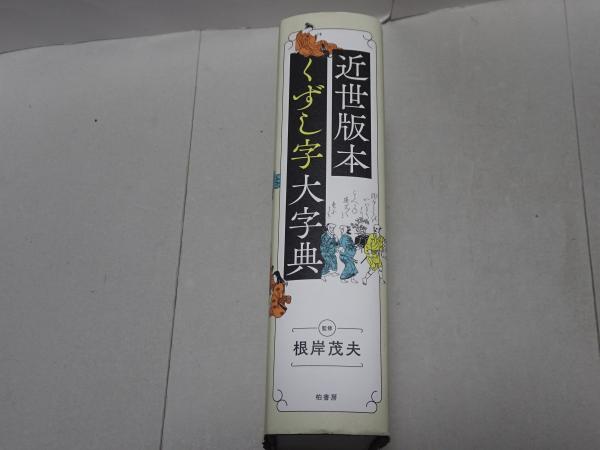 近世版本
くずし字大字典
監修
根岸茂夫
柏書房